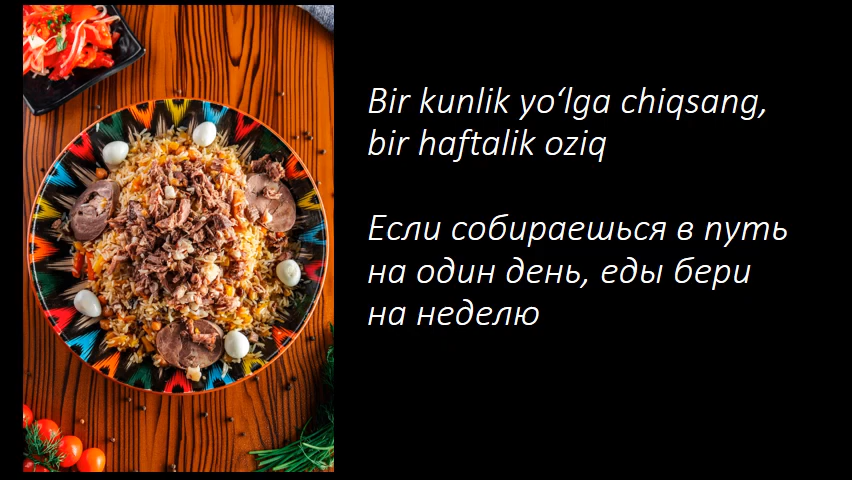 Bir kunlik yo‘lga chiqsang,
bir haftalik oziq
Если собираешься в путь
на один день, еды бери
на неделю